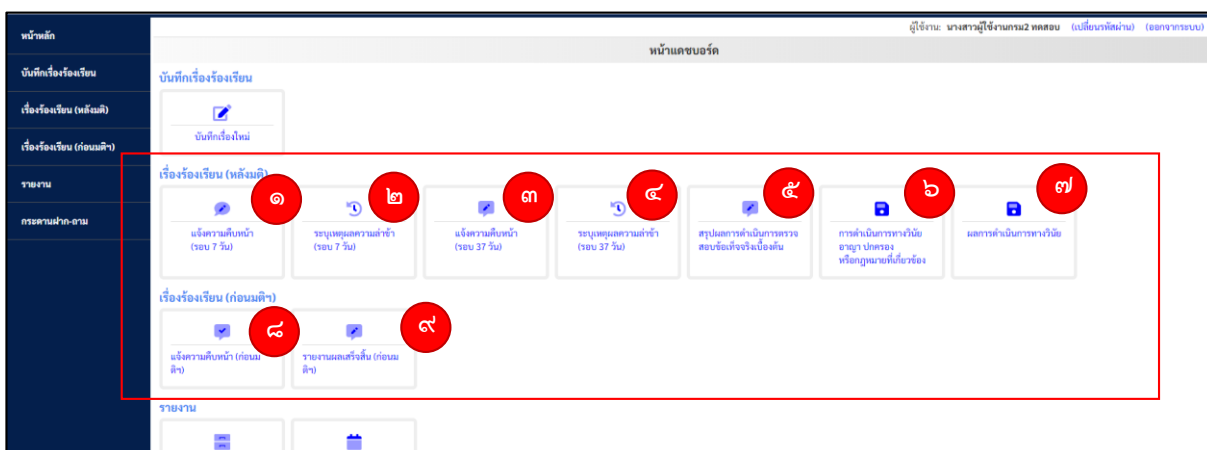 ผู้ใช้งาน: นางสาวผู้ใช้งานกรม2 ทดสอบ (เปลี่ยนรหัสผ่าน) (ออกจากระบบ)
หน้าแดชบอร์ด
หน้าหลัก
บันทึกเรื่องร้องเรียน
เรื่องร้องเรียน (หลังมติ)
เรื่องร้องเรียน (ก่อนมติฯ)
รายงาน
กระดานฝาก-ถาม
บันทึกเรื่องร้องเรียน
บันทึกเรื่องใหม่
เรื่องร้องเรียน (หลังมติ)
๑
แจ้งความคืบหน้า
(รอบ 7 วัน)
๒
ระบุเหตุผลความล่าช้า
(รอบ 7 วัน)
๓
แจ้งความคืบหน้า
(รอบ 37 วัน)
๔
ระบุเหตุผลความล่าช้า
(รอบ 37 วัน)
๕
สรุปผลการดำเนินการตรวจ
สอบข้อเท็จจริงเบื้องต้น
๖
การดำเนินการทางวินัย
อาญา ปกครอง
หรือกฎหมายที่เกี่ยวข้อง
๗
ผลการดำเนินการทางวินัย
เรื่องร้องเรียน (ก่อนมติฯ)
๘
แจ้งความคืบหน้า (ก่อนม
ติฯ)
๙
รายงานผลเสร็จสิ้น (ก่อนม
ติฯ)
รายงาน